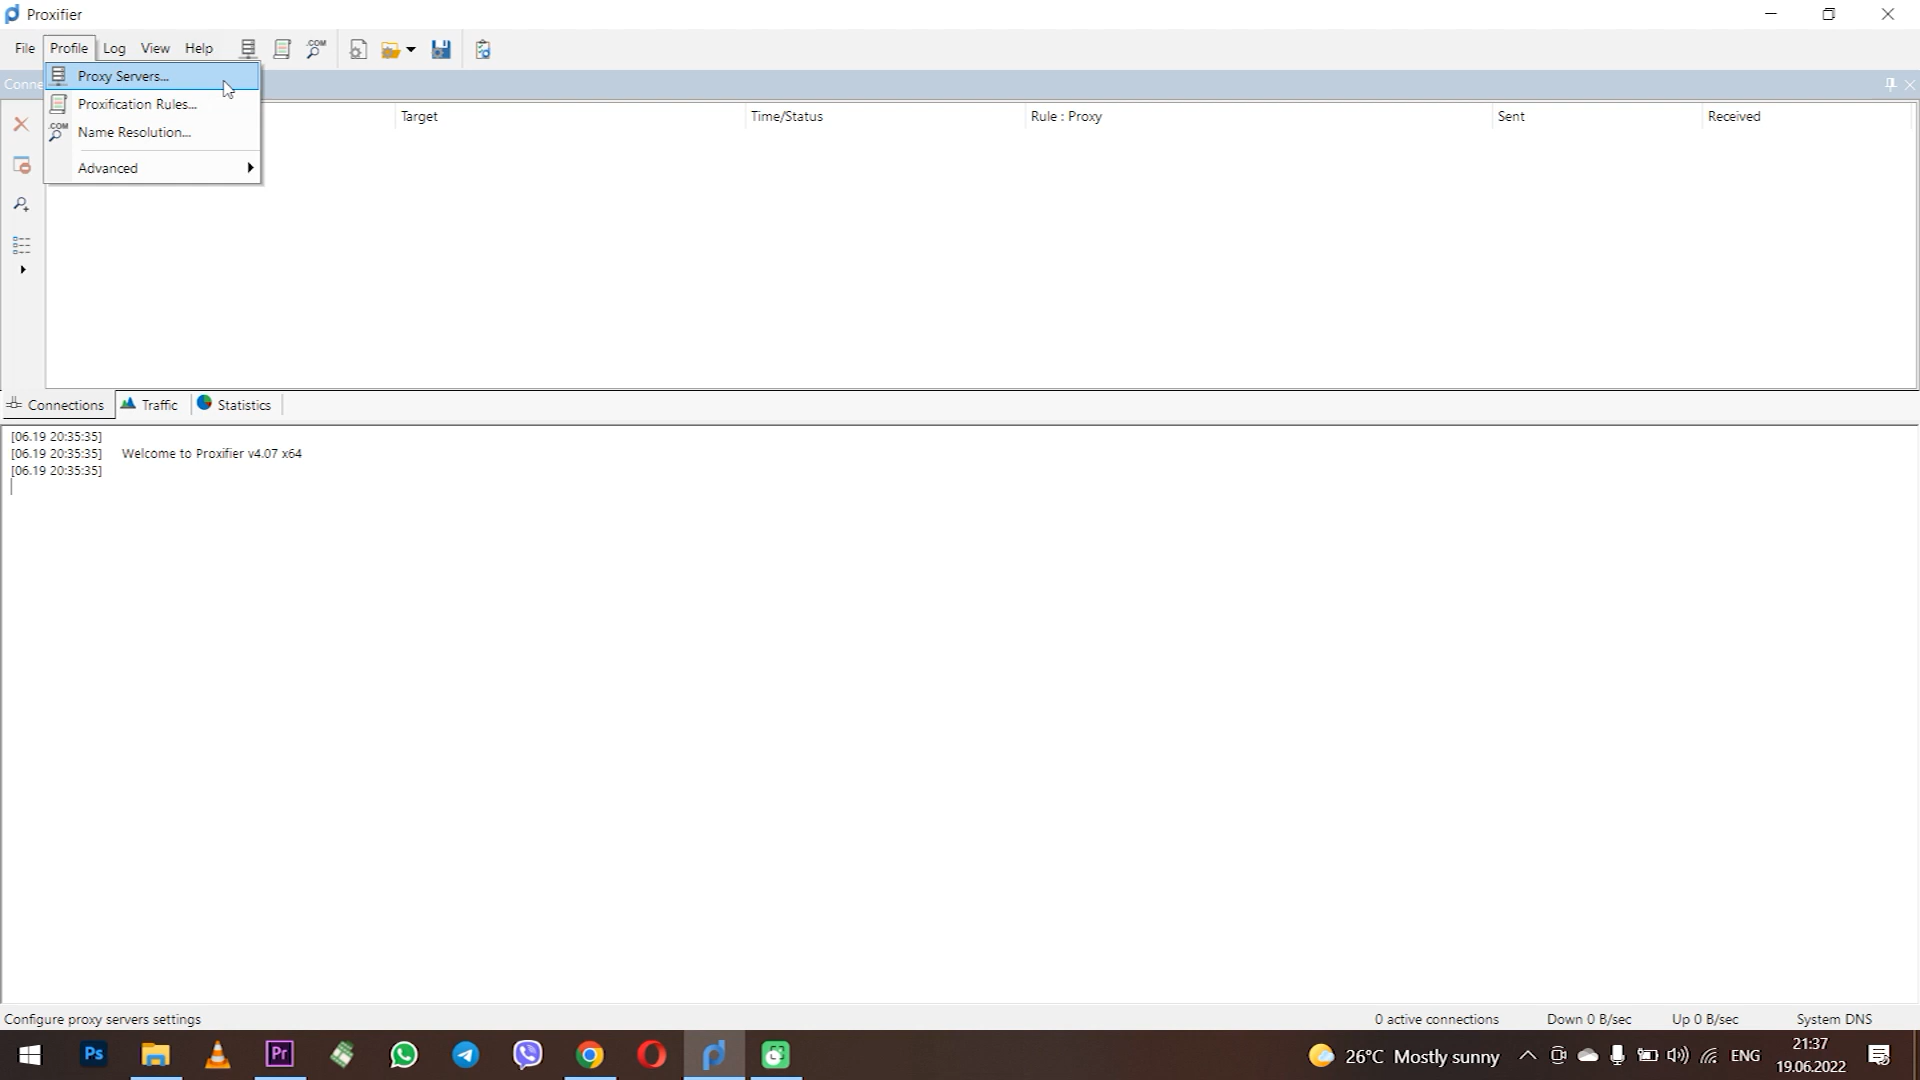 Proxifier
File Profile Log View Help .COM
Proxy Servers...
Conne
Proxification Rules...
.COM Name Resolution...
Advanced
Target Time/Status Rule : Proxy Sent Received
Connections Traffic Statistics
[06.19 20:35:35]
[06.19 20:35:35] Welcome to Proxifier v4.07 x64
[06.19 20:35:35]
Configure proxy servers settings 0 active connections Down 0 B/sec Up 0 B/sec System DNS
Ps Pr 26°C Mostly sunny ENG 21:37
19.06.2022